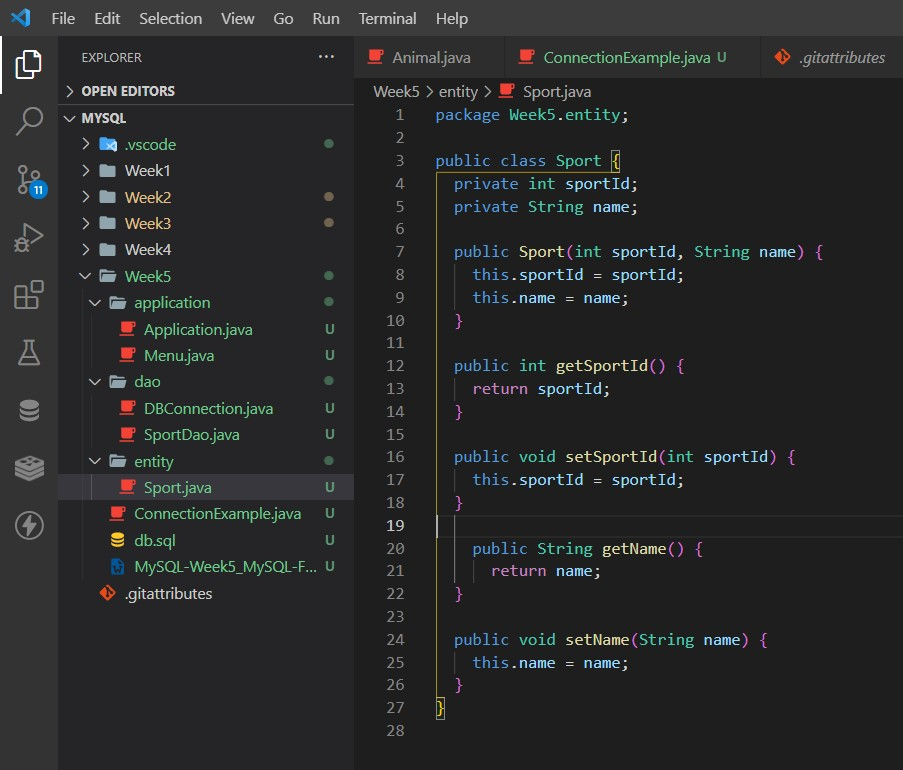 File Edit Selection View Go Run Terminal Help
EXPLORER ···
OPEN EDITORS
MYSQL
.vscode
Week1
Week2
Week3
Week4
Week5
application
Application.java U
Menu.java U
dao
DBConnection.java U
SportDao.java U
entity
Sport.java U
ConnectionExample.java U
db.sql U
MySQL-Week5_MySQL-F... U
.gitattributes
11
Animal.java ConnectionExample.java U .gitattributes
Week5 > entity > Sport.java
1 package Week5.entity;
2
3 public class Sport {
4 private int sportId;
5 private String name;
6
7 public Sport(int sportId, String name) {
8 this.sportId = sportId;
9 this.name = name;
10 }
11
12 public int getSportId() {
13 return sportId;
14 }
15
16 public void setSportId(int sportId) {
17 this.sportId = sportId;
18 }
19
20 public String getName() {
21 return name;
22 }
23
24 public void setName(String name) {
25 this.name = name;
26 }
27 }
28